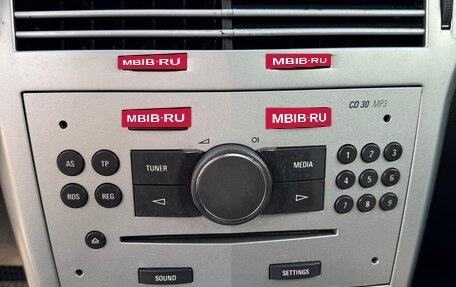 MBIB·RU MBIB·RU
MBIB·RU MBIB·RU CD 30 MP3
AS TP TUNER MEDIA 1 2 3
4 5 6
RDS REG 7 8 9
SOUND SETTINGS